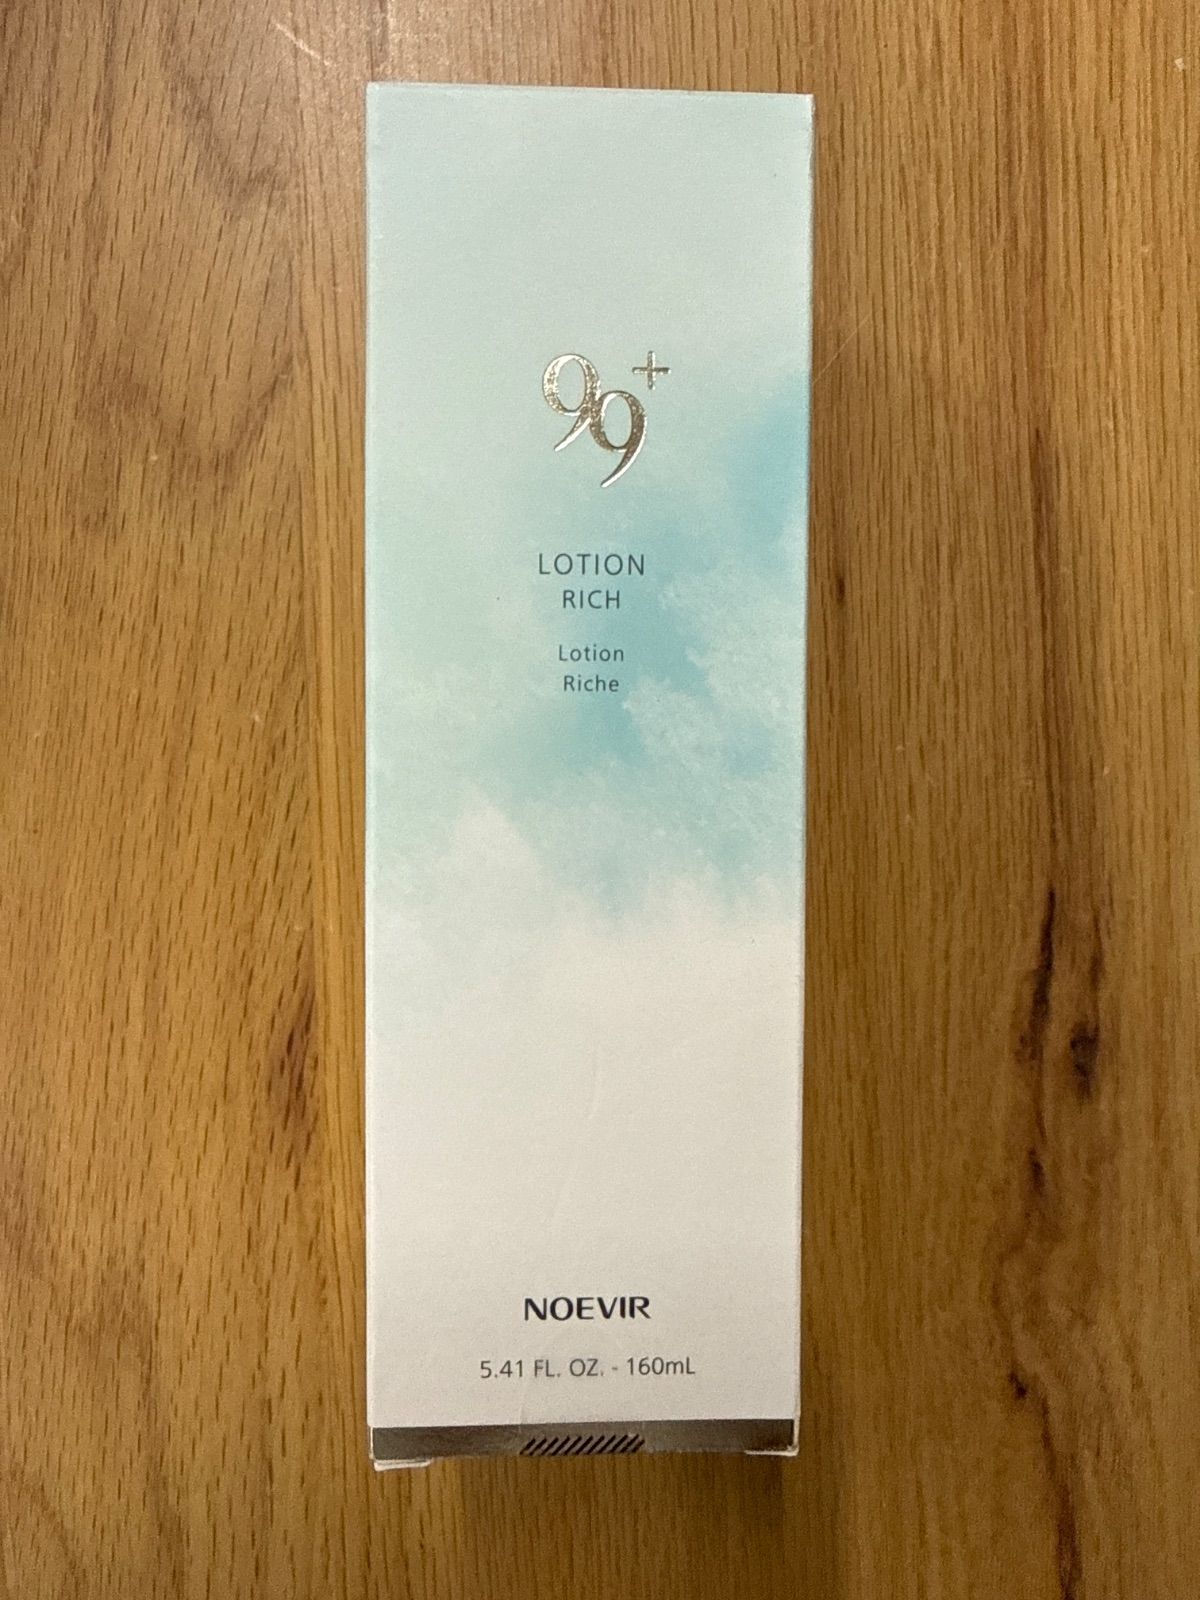 99+
LOTION
RICH
Lotion
Riche
NOEVIR
5.41 FL. OZ. - 160mL